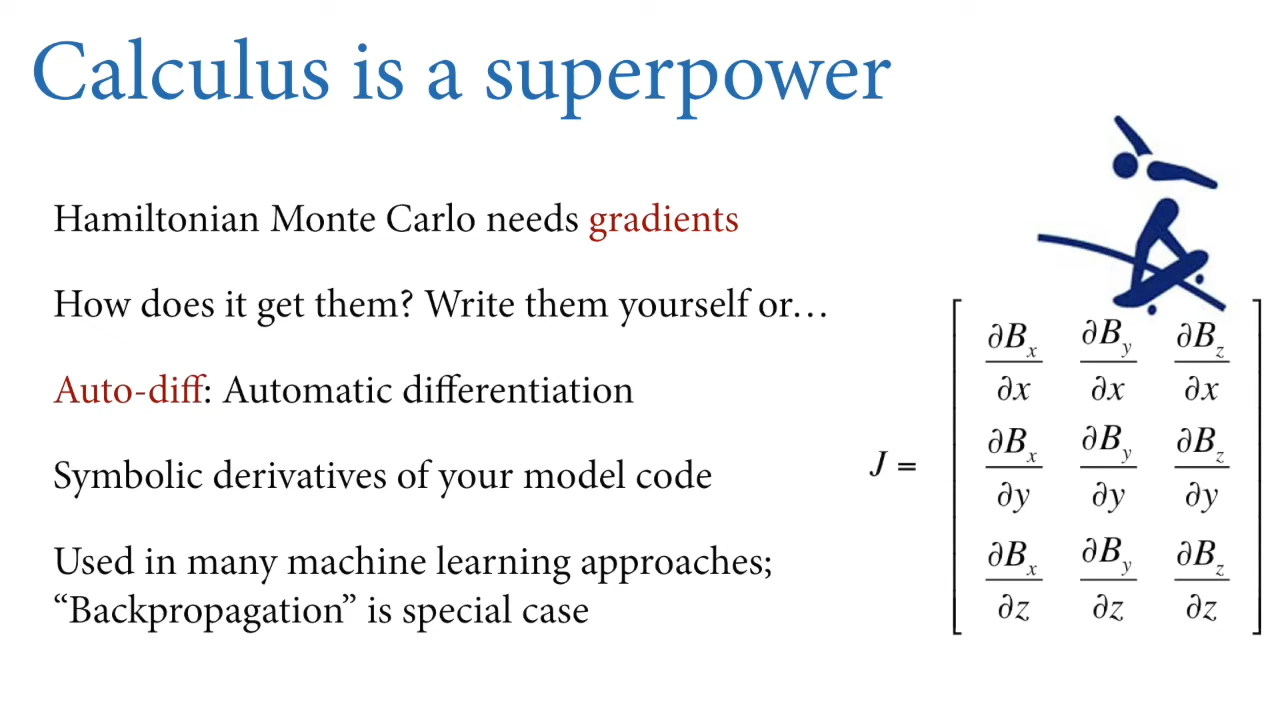 Calculus is a superpower
Hamiltonian Monte Carlo needs gradients
How does it get them? Write them yourself or…
Auto-diff: Automatic differentiation
Symbolic derivatives of your model code
Used in many machine learning approaches;
“Backpropagation” is special case
J =
∂Bx ∂By ∂Bz
∂x ∂x ∂x
∂Bx ∂By ∂Bz
∂y ∂y ∂y
∂Bx ∂By ∂Bz
∂z ∂z ∂z